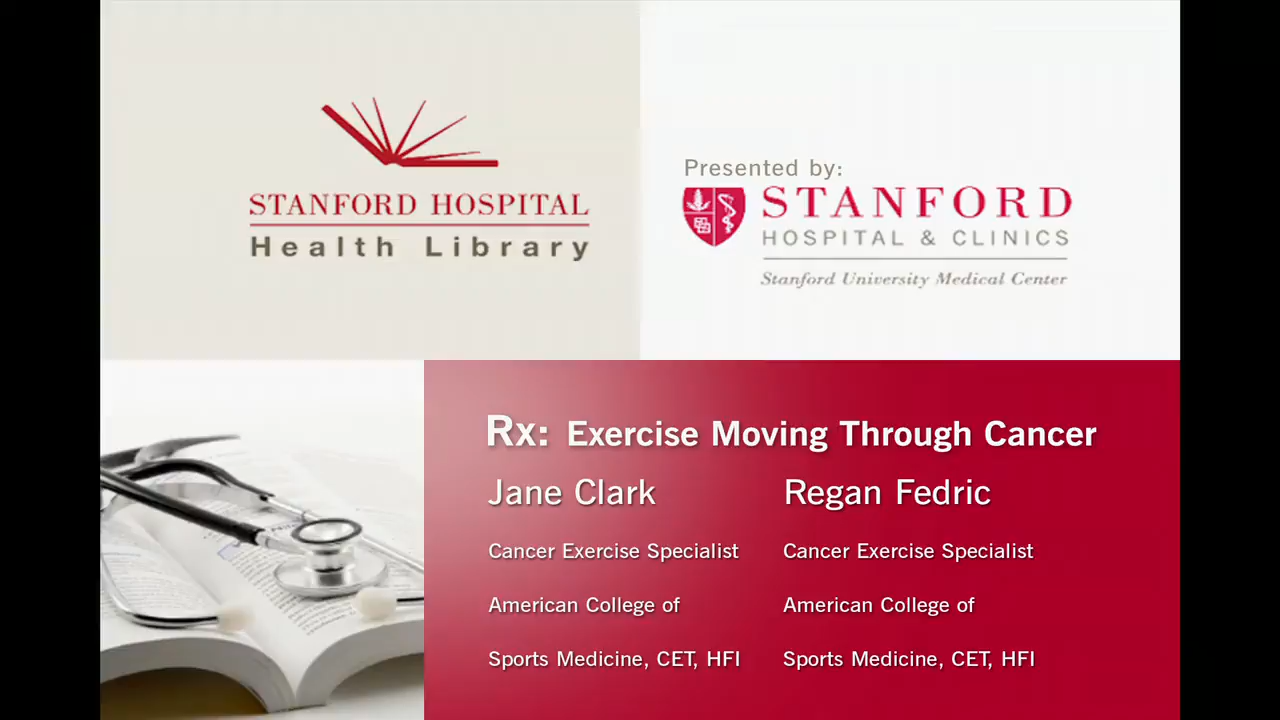 STANFORD HOSPITAL
Health Library
Presented by:
STANFORD
HOSPITAL & CLINICS
Stanford University Medical Center
Rx: Exercise Moving Through Cancer
Jane Clark
Cancer Exercise Specialist
American College of
Sports Medicine, CET, HFI
Regan Fedric
Cancer Exercise Specialist
American College of
Sports Medicine, CET, HFI